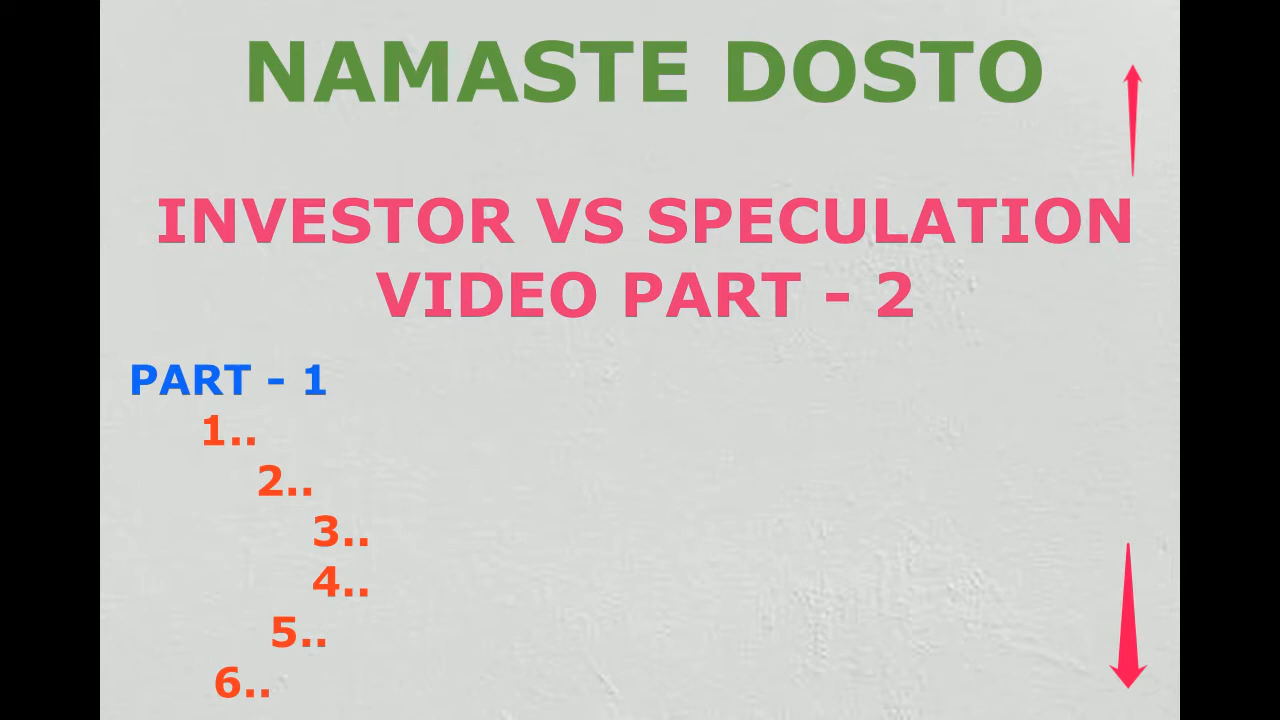 NAMASTE DOSTO
INVESTOR VS SPECULATION
VIDEO PART - 2
PART - 1
1..
2..
3..
4..
5..
6..